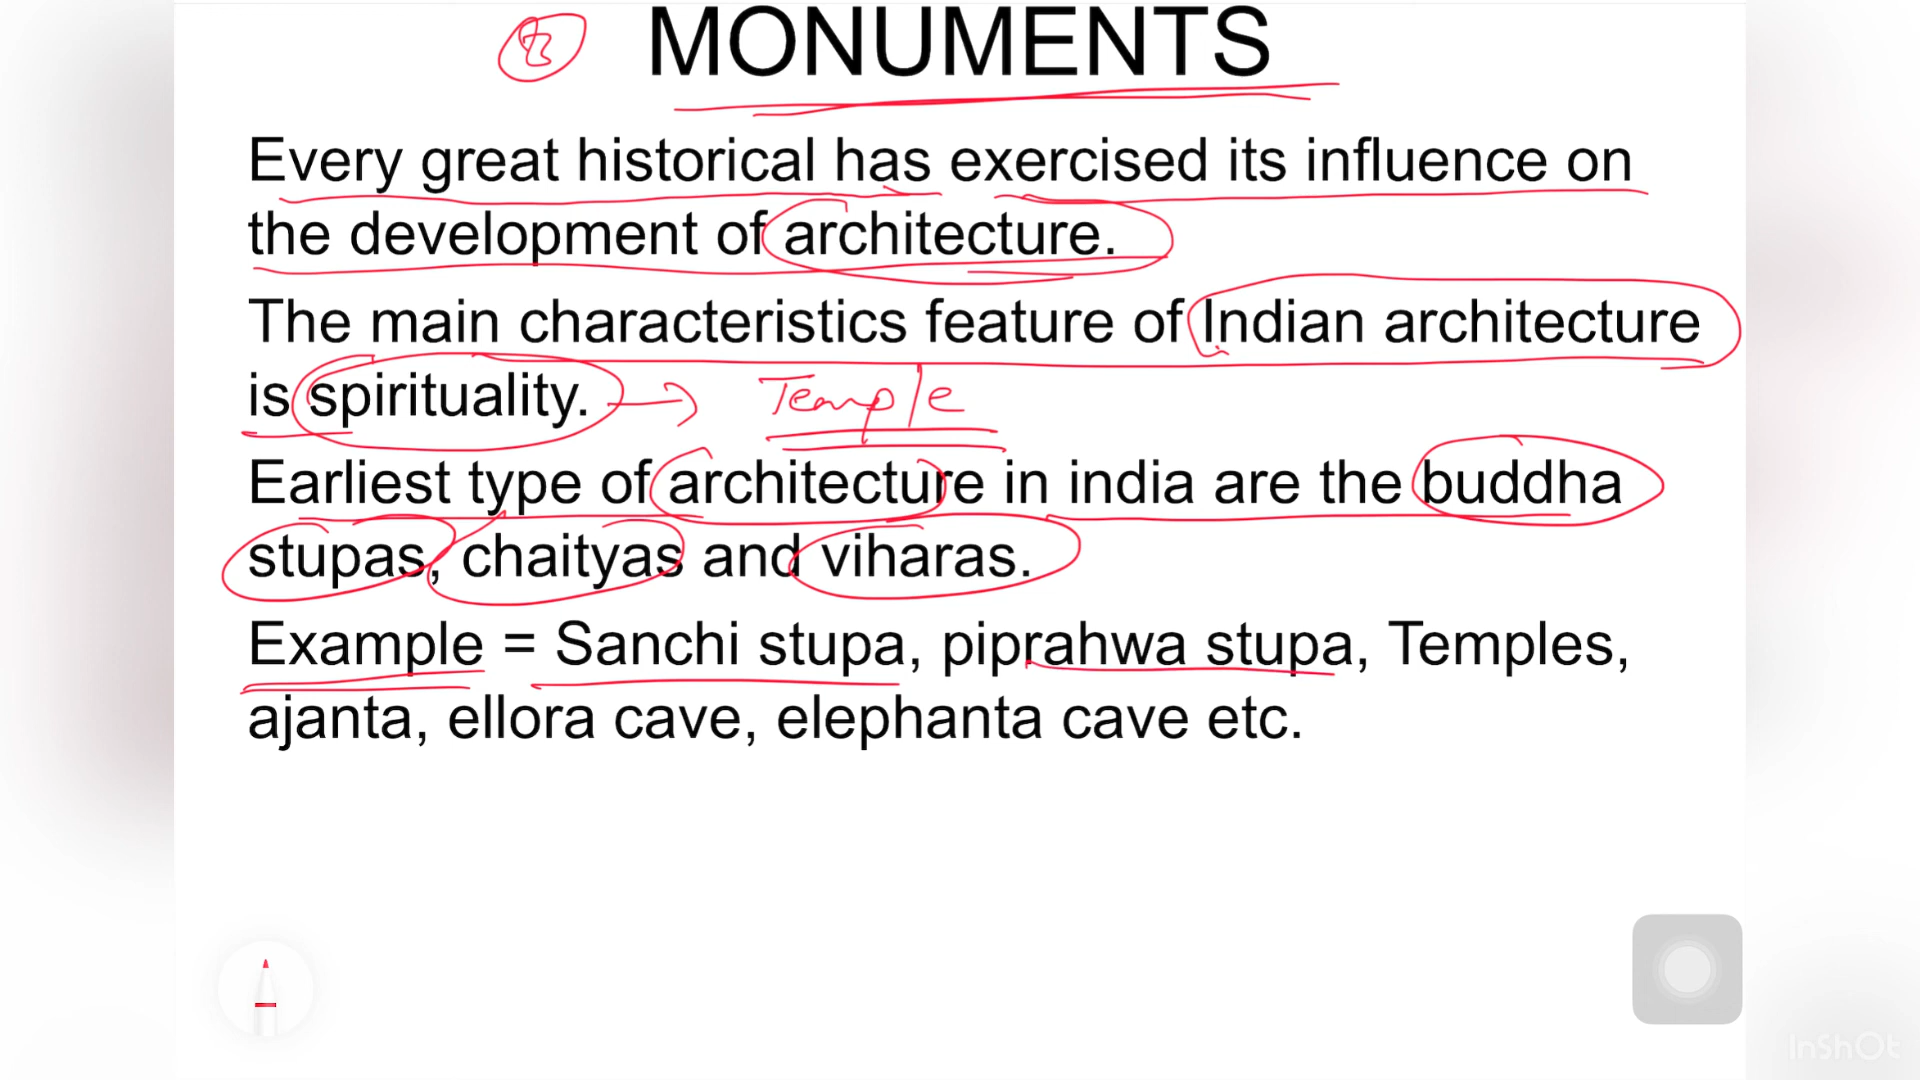 MONUMENTS
Every great historical has exercised its influence on
the development of architecture.
The main characteristics feature of Indian architecture
is spirituality. → Temple
Earliest type of architecture in india are the buddha
stupas, chaityas and viharas.
Example = Sanchi stupa, piprahwa stupa, Temples,
ajanta, ellora cave, elephanta cave etc.
InShOt